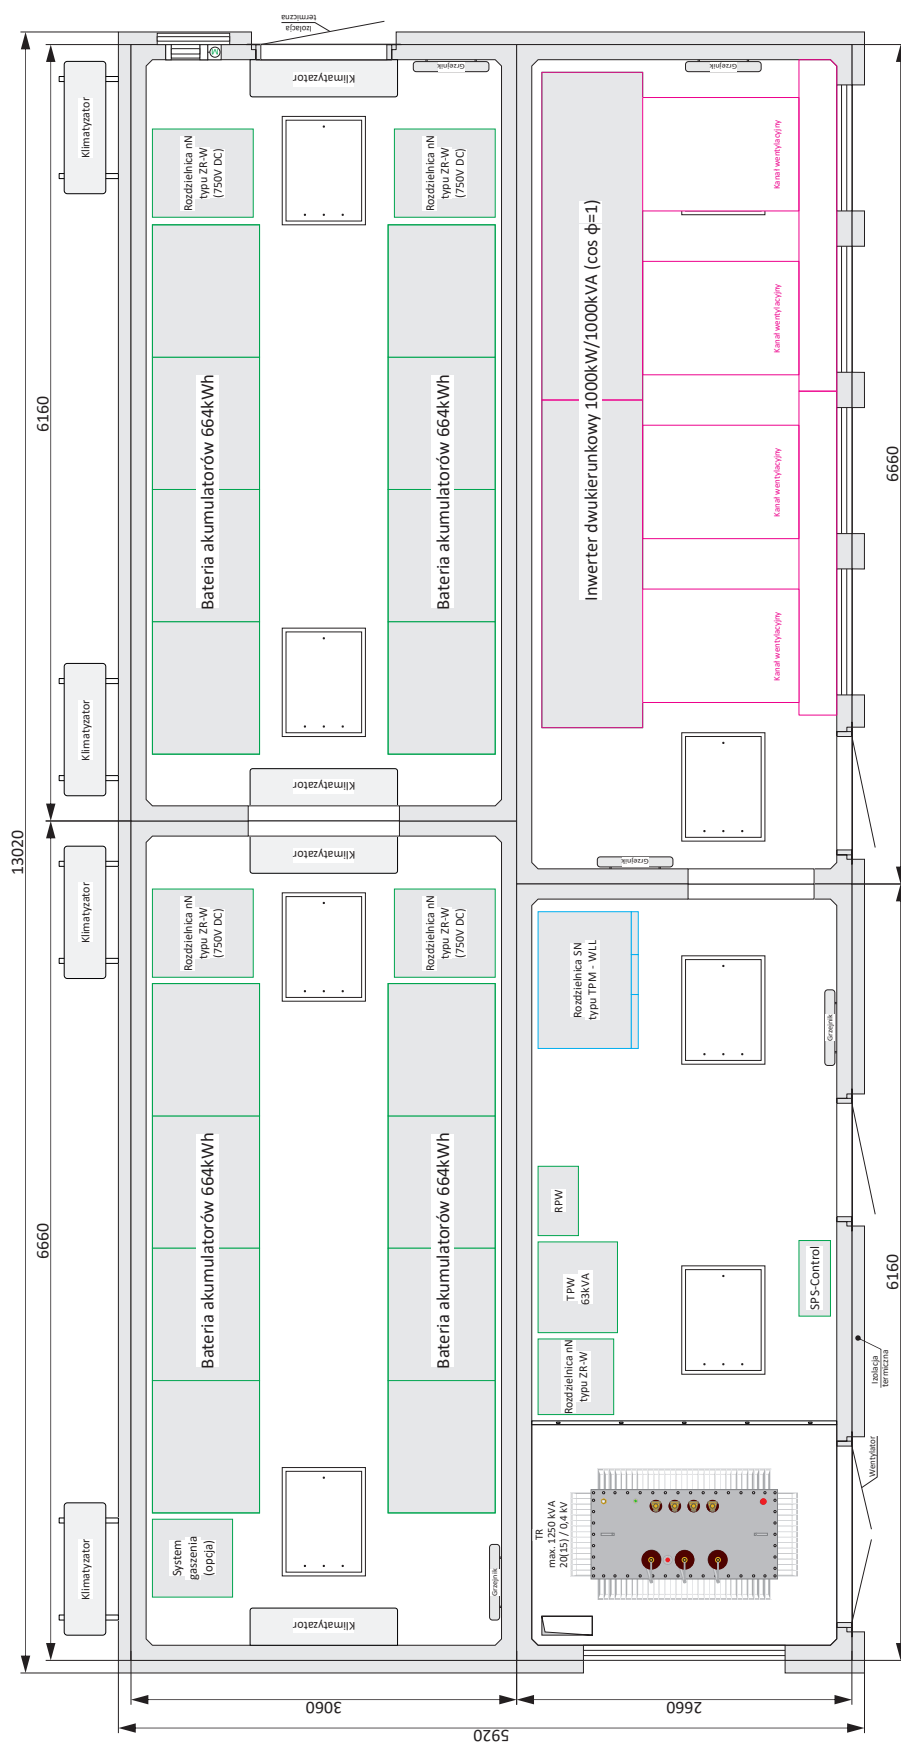 Izolacja
termiczna
M
Klimatyzator
Klimatyzator
Grzejnik
Grzejnik
Rozdzielnica nN
typu ZR-W
(750V DC)
Rozdzielnica nN
typu ZR-W
(750V DC)
Kanał wentylacyjny
Inwerter dwukierunkowy 1000kW/1000kVA (cos ϕ=1)
Kanał wentylacyjny
6160
Bateria akumulatorów 664kWh
Bateria akumulatorów 664kWh
6660
Kanał wentylacyjny
Kanał wentylacyjny
Klimatyzator
Klimatyzator
13020
Klimatyzator
Grzejnik
Klimatyzator
Rozdzielnica nN
typu ZR-W
(750V DC)
Rozdzielnica nN
typu ZR-W
(750V DC)
Rozdzielnica SN
typu TPM - WLL
Grzejnik
6660
Bateria akumulatorów 664kWh
Bateria akumulatorów 664kWh
RPW
TPW
63kVA
SPS-Control
6160
Rozdzielnica nN
typu ZR-W
Izolacja
termiczna
Wentylator
Klimatyzator
System
gaszenia
(opcja)
Grzejnik
TR
max. 1250 kVA
20(15) / 0,4 kV
Klimatyzator
3060
2660
5920